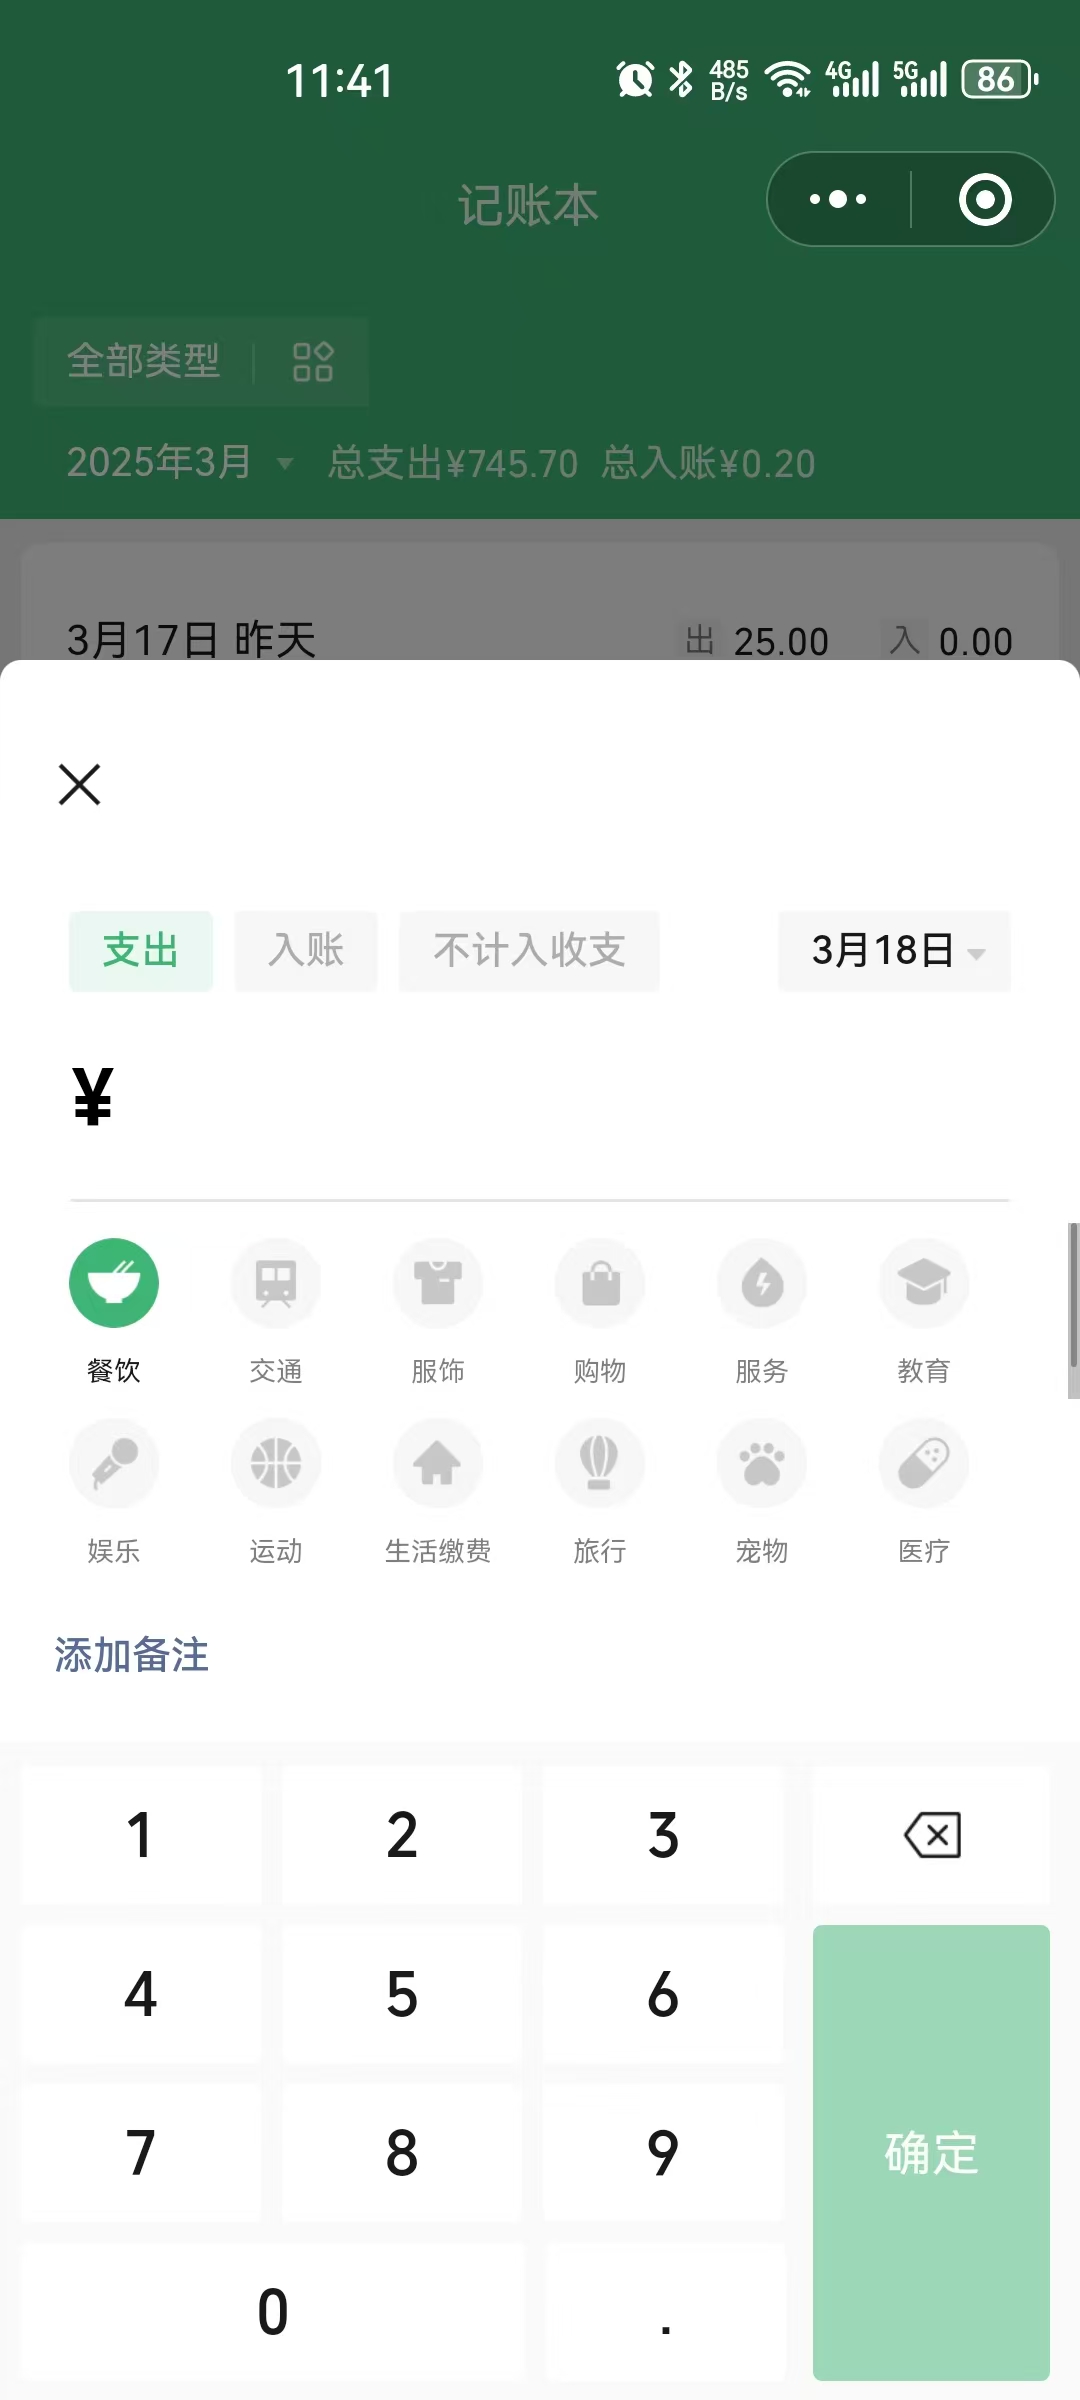 11:41 485 B/s 4G 5G 86
记账本
全部类型
2025年3月 总支出¥745.70 总入账¥0.20
3月17日 昨天 出 25.00 入 0.00
支出 入账 不计入收支 3月18日
¥
餐饮 交通 服饰 购物 服务 教育
娱乐 运动 生活缴费 旅行 宠物 医疗
添加备注
1 2 3
4 5 6
7 8 9 确定
0 .